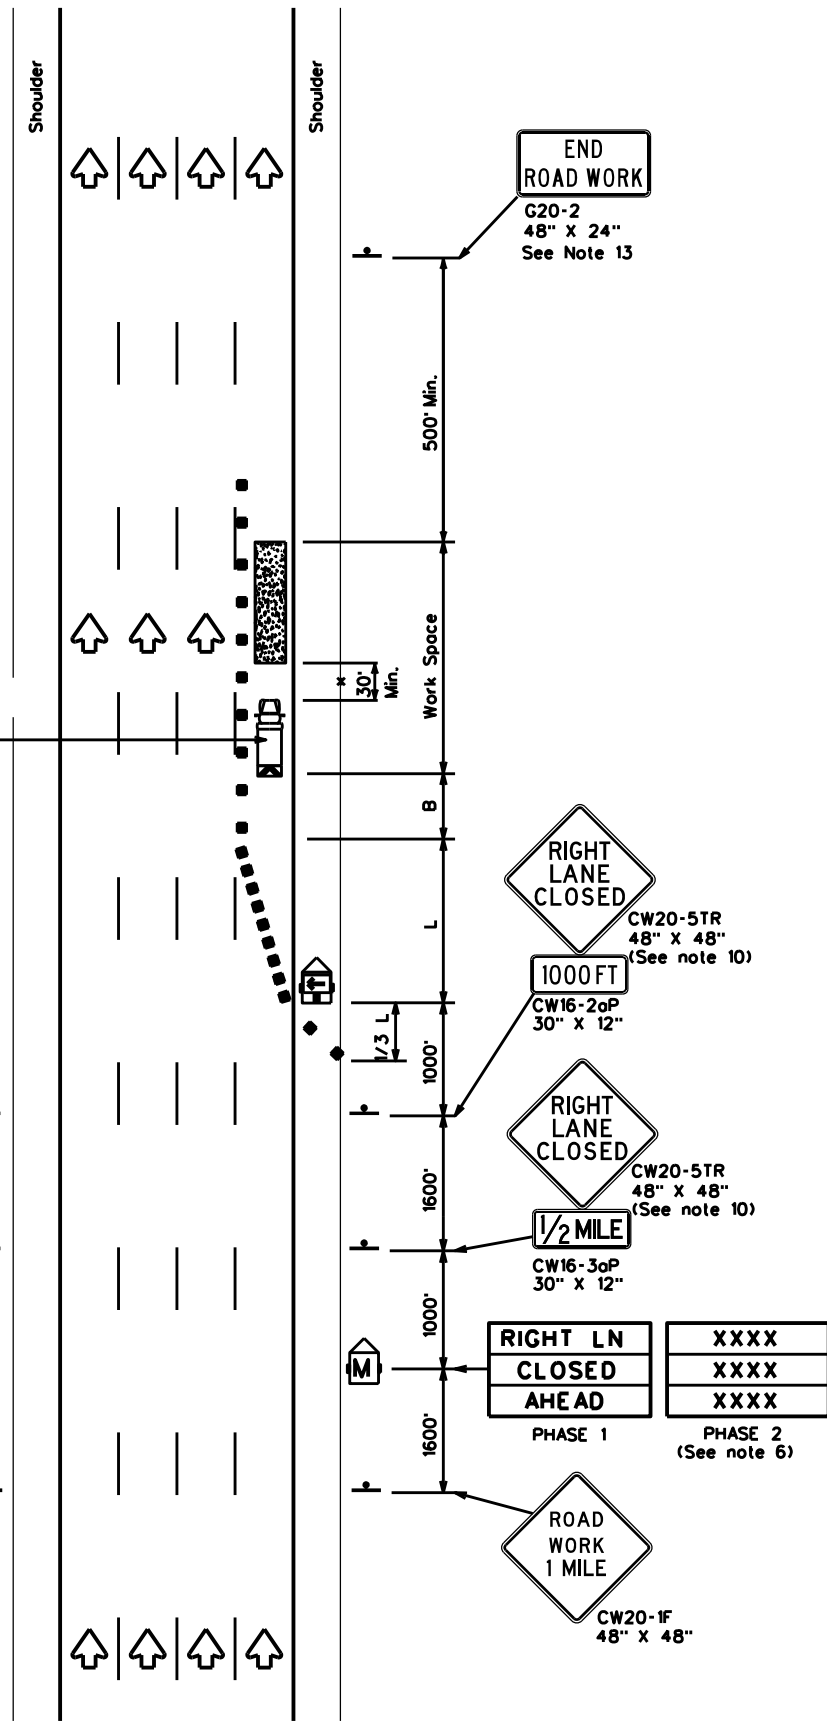 Shoulder
Shoulder
END
ROAD WORK
G20-2
48" X 24"
See Note 13
500' Min.
Work Space
x
30'
Min.
B
L
1/3 L
RIGHT
LANE
CLOSED
CW20-5TR
48" X 48"
(See note 10)
1000 FT
CW16-2aP
30" X 12"
1000'
RIGHT
LANE
CLOSED
CW20-5TR
48" X 48"
(See note 10)
1600'
1/2 MILE
CW16-3aP
30" X 12"
1000'
M
RIGHT LN
CLOSED
AHEAD
PHASE 1
XXXX
XXXX
XXXX
PHASE 2
(See note 6)
1600'
ROAD
WORK
1 MILE
CW20-1F
48" X 48"